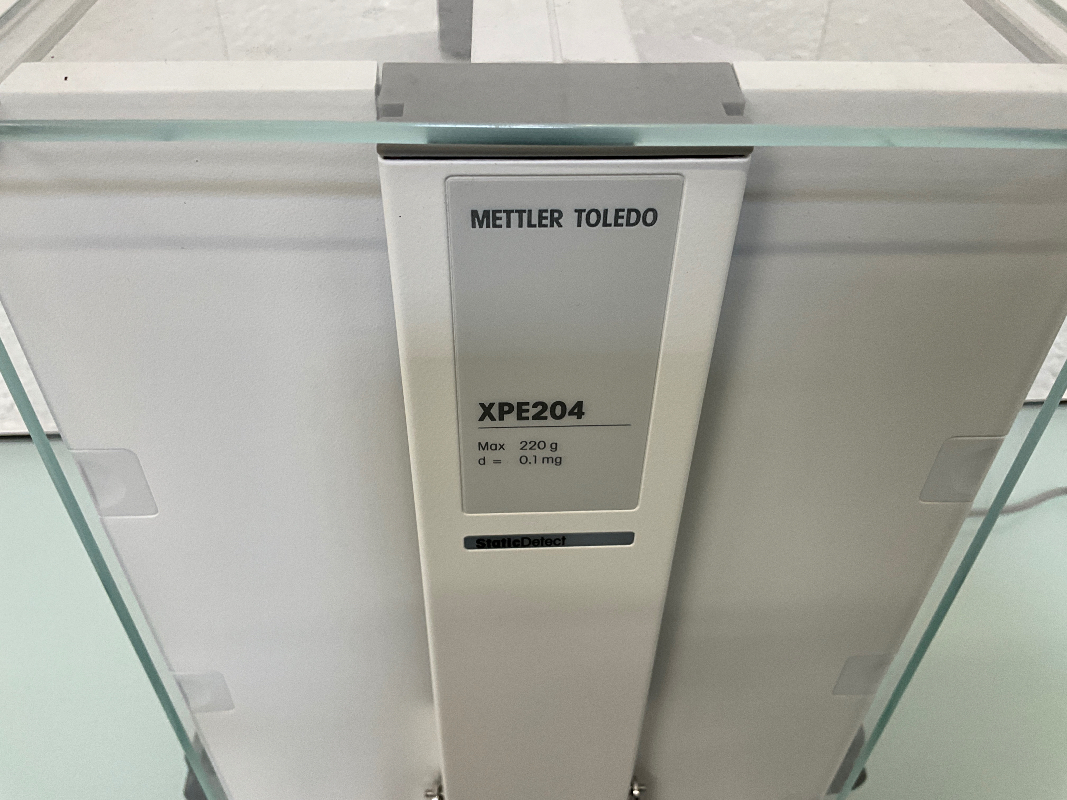 METTLER TOLEDO
XPE204
Max 220 g
d = 0.1 mg
StaticDetect